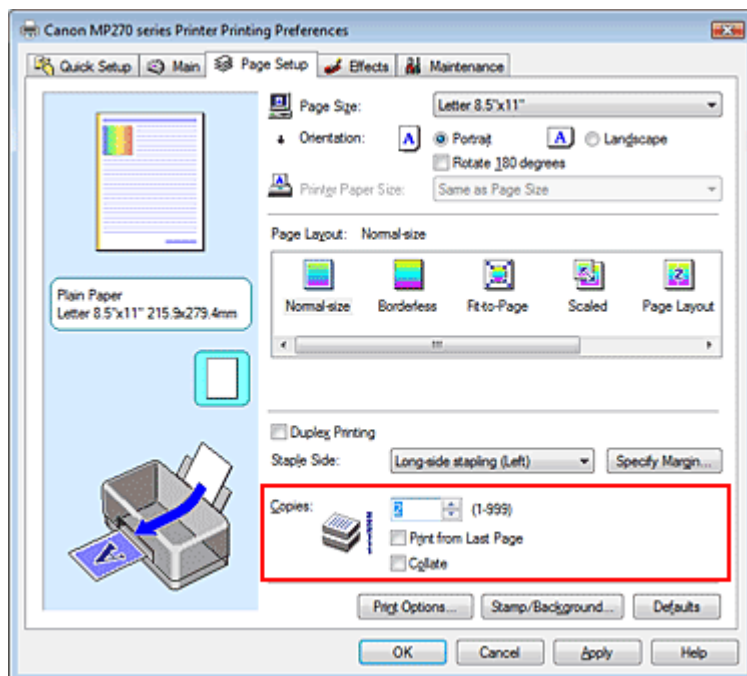 Canon MP270 series Printer Printing Preferences
Quick Setup Main Page Setup Effects Maintenance
Page Size: Letter 8.5"x11"
Orientation: A Portrait A Landscape
Rotate 180 degrees
Printer Paper Size: Same as Page Size
Page Layout: Normal-size
Normal-size Borderless Fit-to-Page Scaled Page Layout
Plain Paper
Letter 8.5"x11" 215.9x279.4mm
Duplex Printing
Staple Side: Long-side stapling (Left) Specify Margin...
Copies: 2 (1-999)
Print from Last Page
Collate
Print Options... Stamp/Background... Defaults
OK Cancel Apply Help